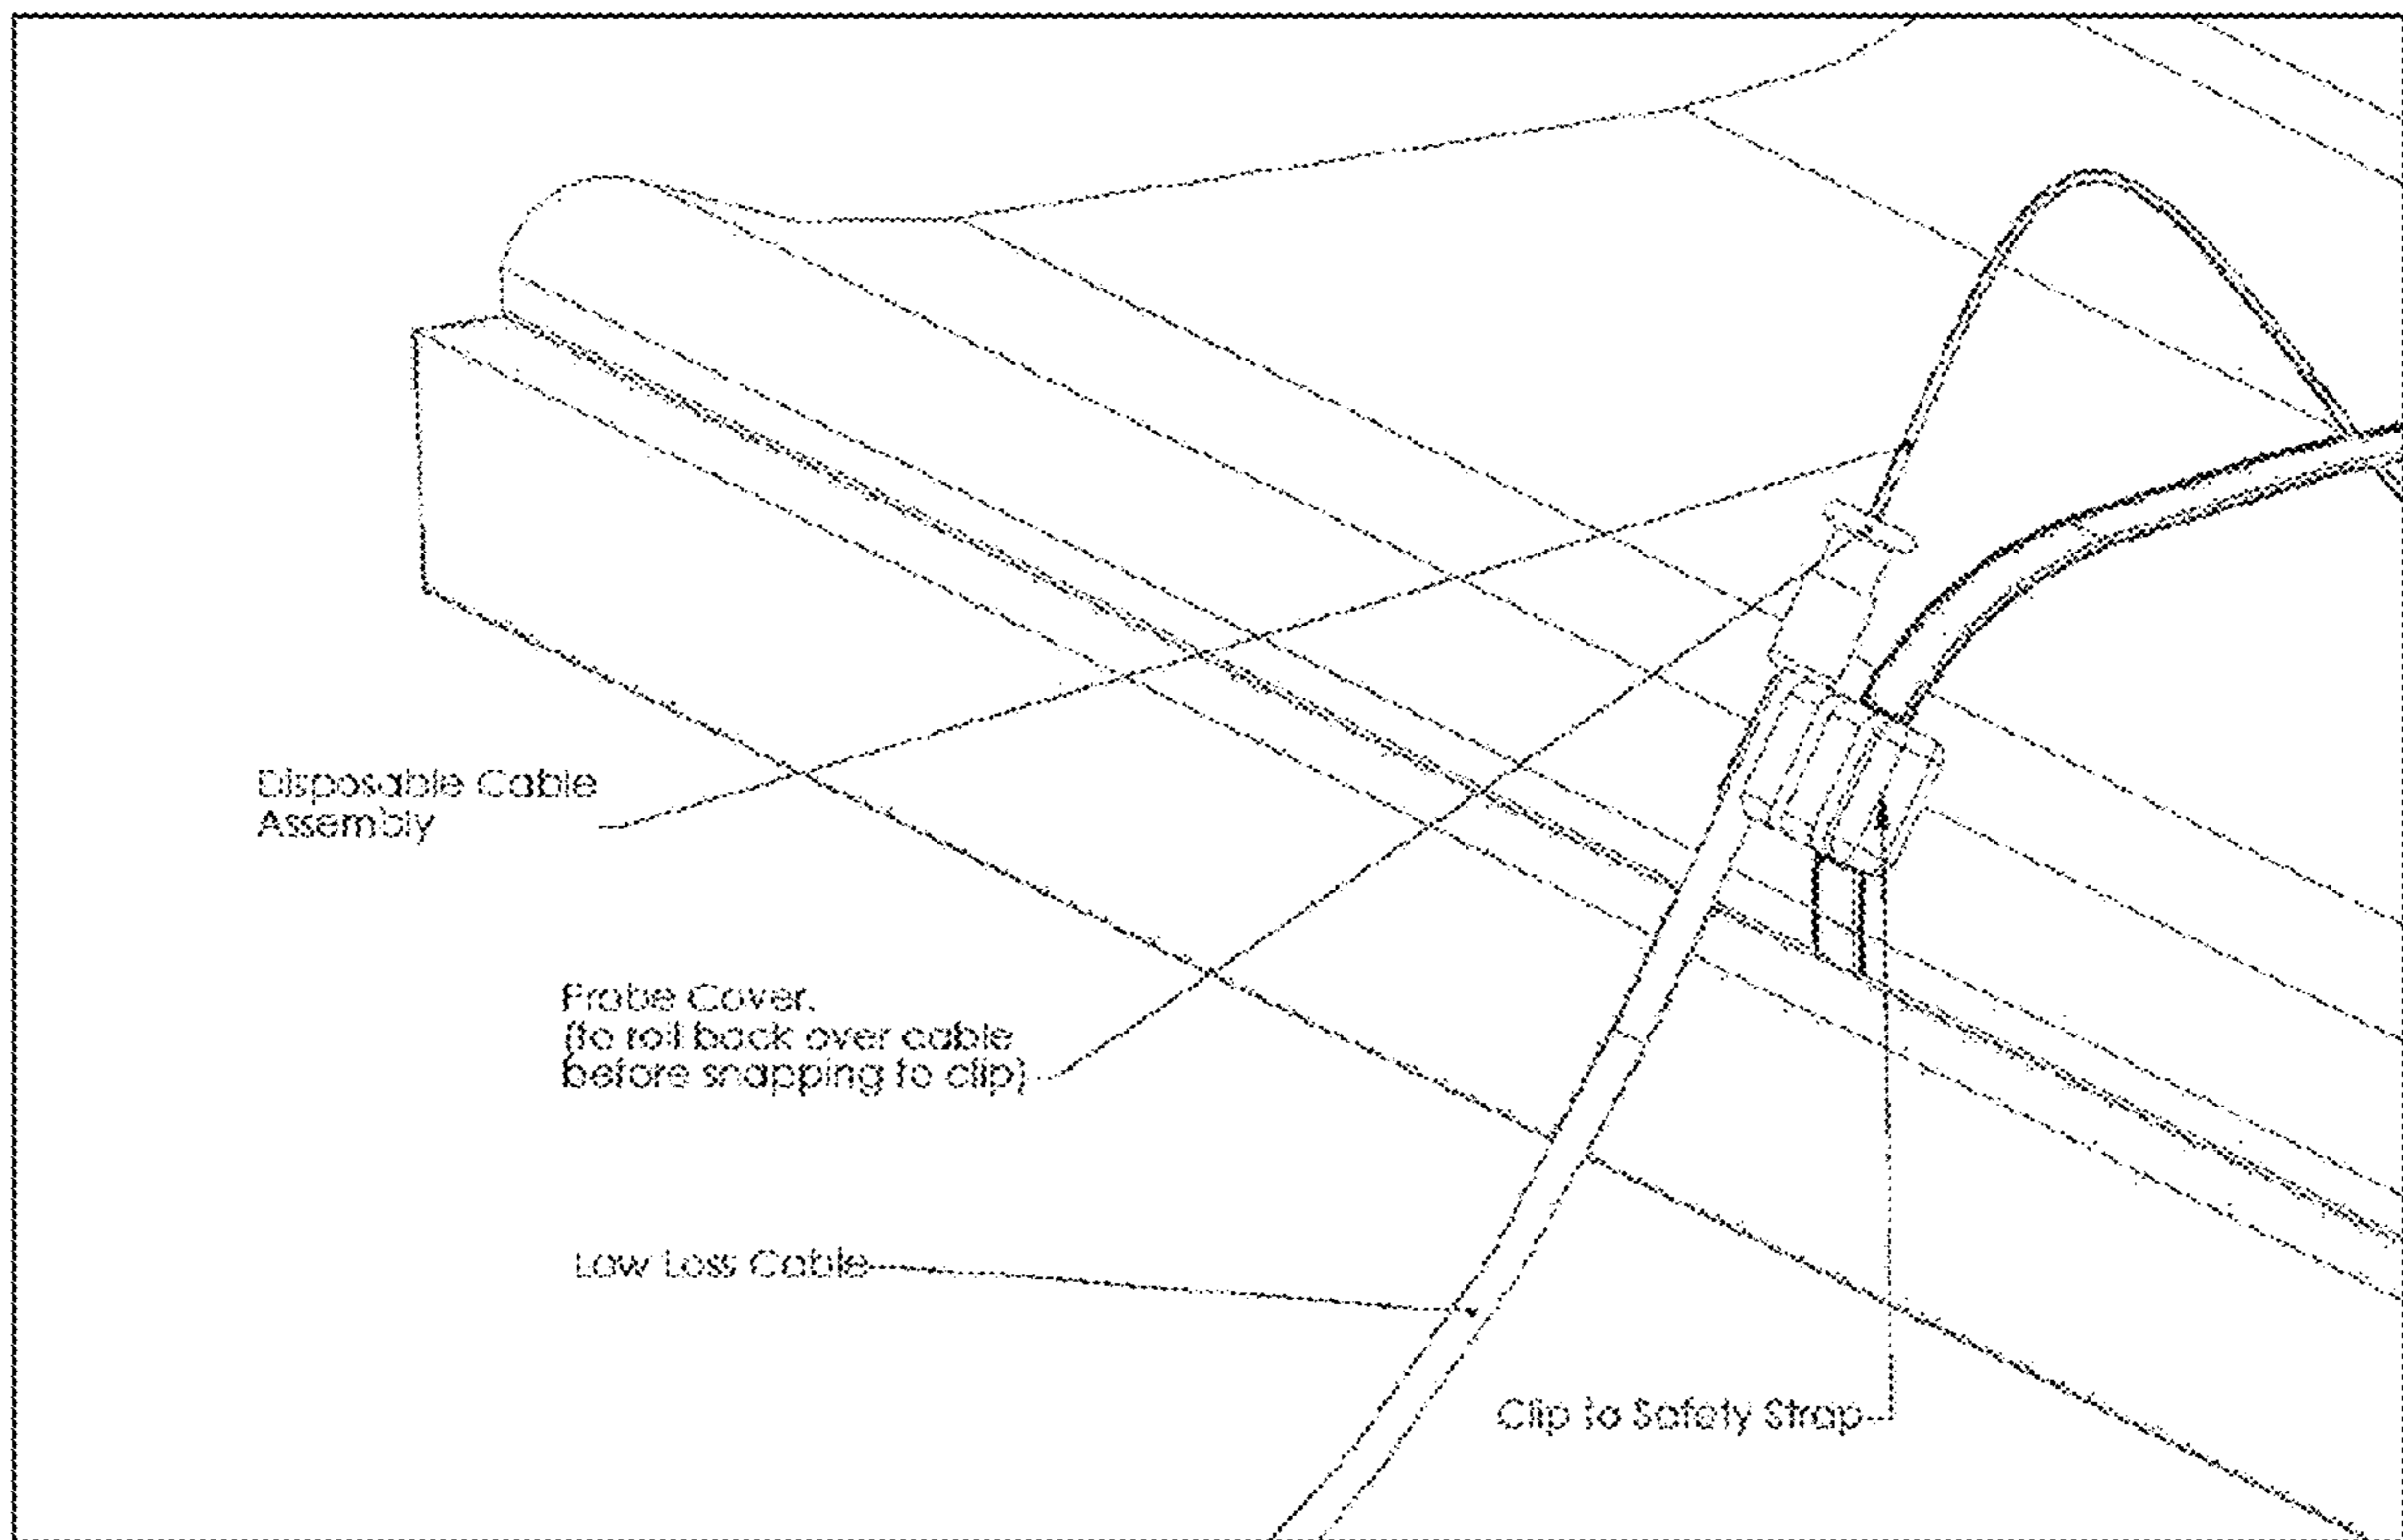 Disposable Cable
Assembly
Probe Cover.
(to roll back over cable
before snapping to clip)
Low Loss Cable
Clip to Safety Strap